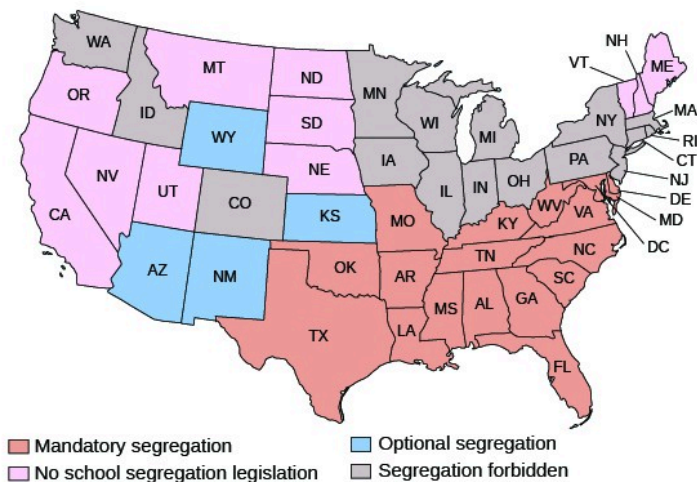 WA
MT
ND
MN
VT
NH
ME
OR
ID
SD
WI
MI
NY
MA
WY
RI
IA
PA
CT
NE
NV
UT
CO
IL
IN
OH
NJ
CA
KS
MO
WV
VA
DE
KY
MD
DC
AZ
NM
OK
AR
TN
NC
SC
TX
LA
MS
AL
GA
FL
Mandatory segregation
Optional segregation
No school segregation legislation
Segregation forbidden